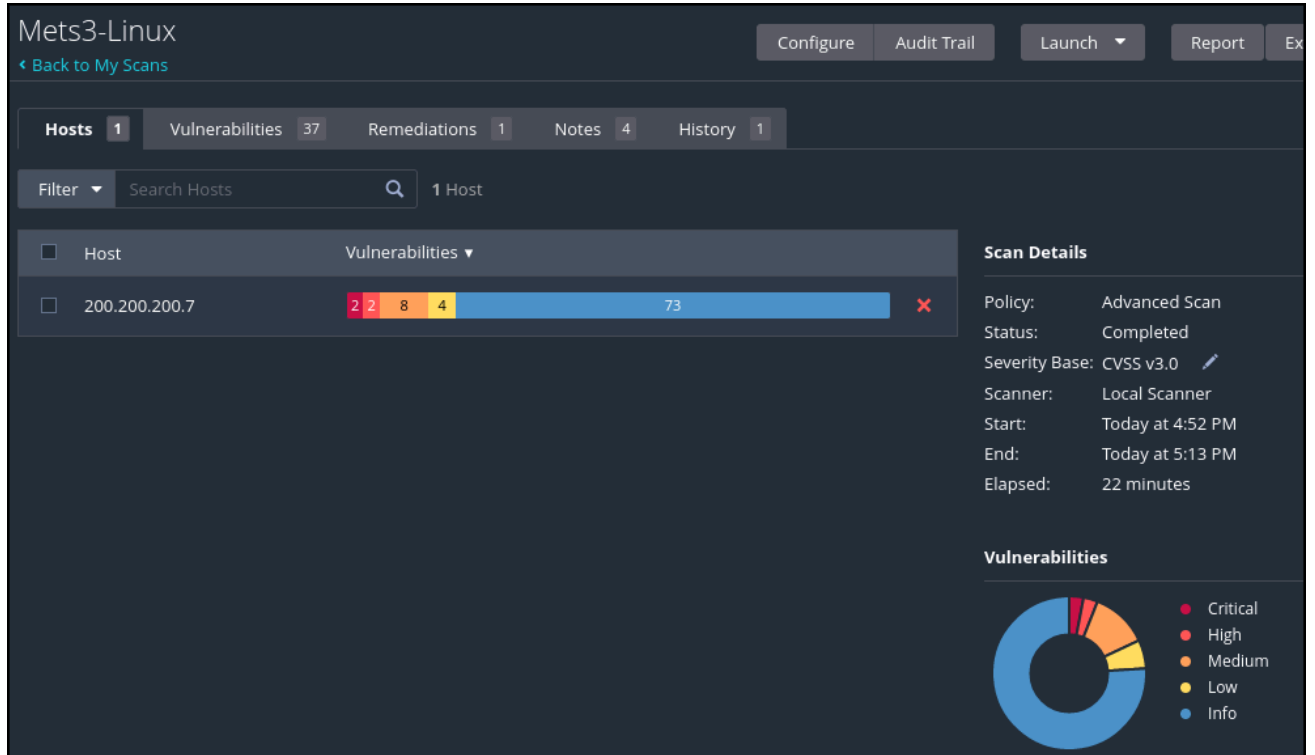 Mets3-Linux
Back to My Scans
Configure Audit Trail Launch Report Ex
Hosts 1 Vulnerabilities 37 Remediations 1 Notes 4 History 1
Filter Search Hosts 1 Host
Host Vulnerabilities
200.200.200.7 2 2 8 4 73
Scan Details
Policy: Advanced Scan
Status: Completed
Severity Base: CVSS v3.0
Scanner: Local Scanner
Start: Today at 4:52 PM
End: Today at 5:13 PM
Elapsed: 22 minutes
Vulnerabilities
Critical
High
Medium
Low
Info